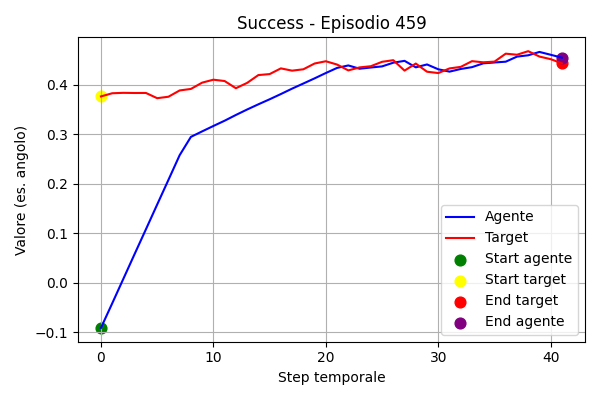 Success - Episodio 459
Valore (es. angolo)
0.4
0.3
0.2
0.1
0.0
−0.1
0
10
20
30
40
Step temporale
Agente
Target
Start agente
Start target
End target
End agente